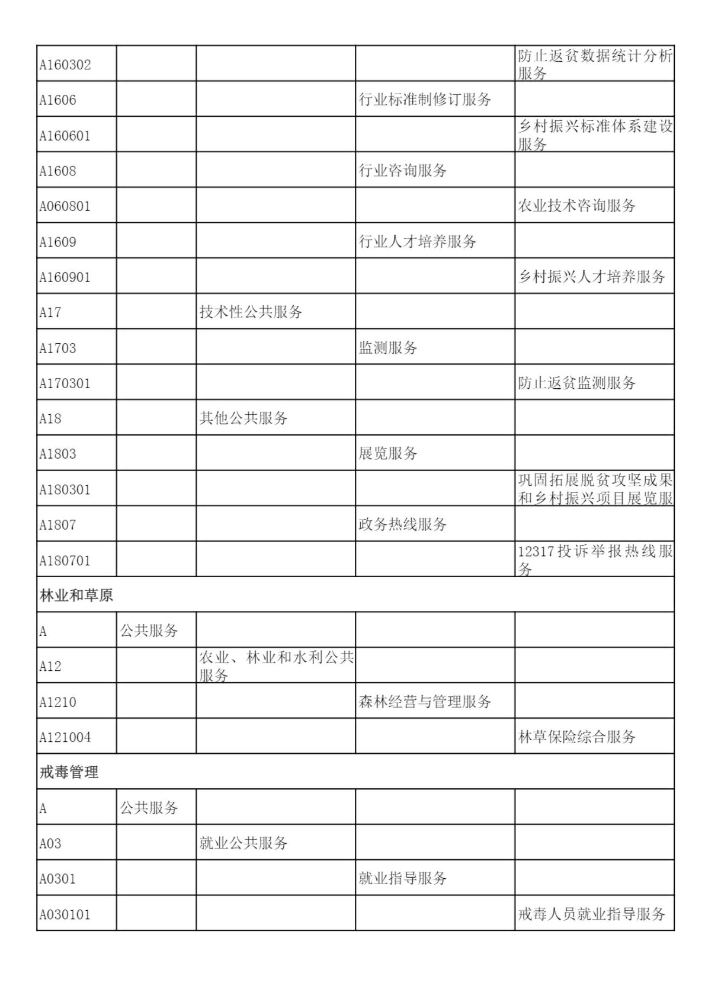 A160302
防止返贫数据统计分析
服务
A1606
行业标准制修订服务
A160601
乡村振兴标准体系建设
服务
A1608
行业咨询服务
A060801
农业技术咨询服务
A1609
行业人才培养服务
A160901
乡村振兴人才培养服务
A17
技术性公共服务
A1703
监测服务
A170301
防止返贫监测服务
A18
其他公共服务
A1803
展览服务
A180301
巩固拓展脱贫攻坚成果
和乡村振兴项目展览服
A1807
政务热线服务
A180701
12317投诉举报热线服
务
林业和草原
A
公共服务
A12
农业、林业和水利公共
服务
A1210
森林经营与管理服务
A121004
林草保险综合服务
戒毒管理
A
公共服务
A03
就业公共服务
A0301
就业指导服务
A030101
戒毒人员就业指导服务